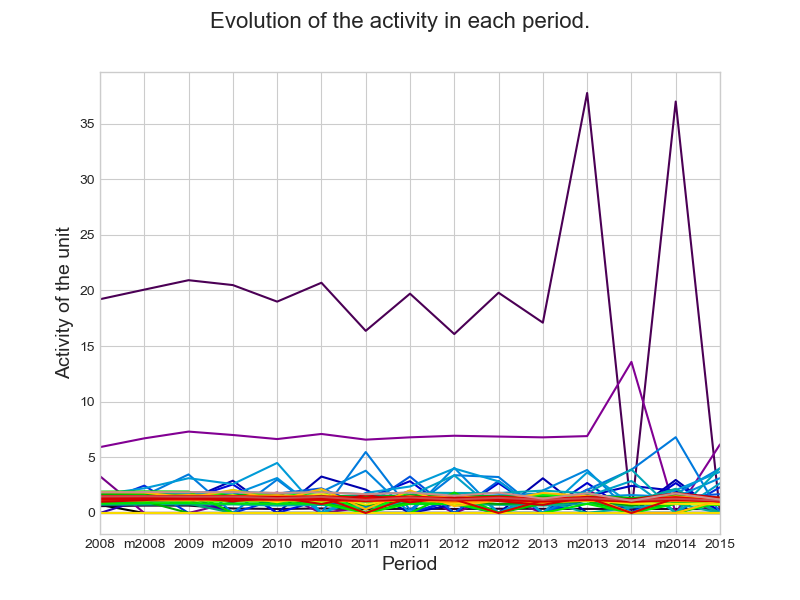 Evolution of the activity in each period.
35
30
25
20
15
10
5
0
Activity of the unit
2008 m2008 2009 m2009 2010 m2010 2011 m2011 2012 m2012 2013 m2013 2014 m2014 2015
Period